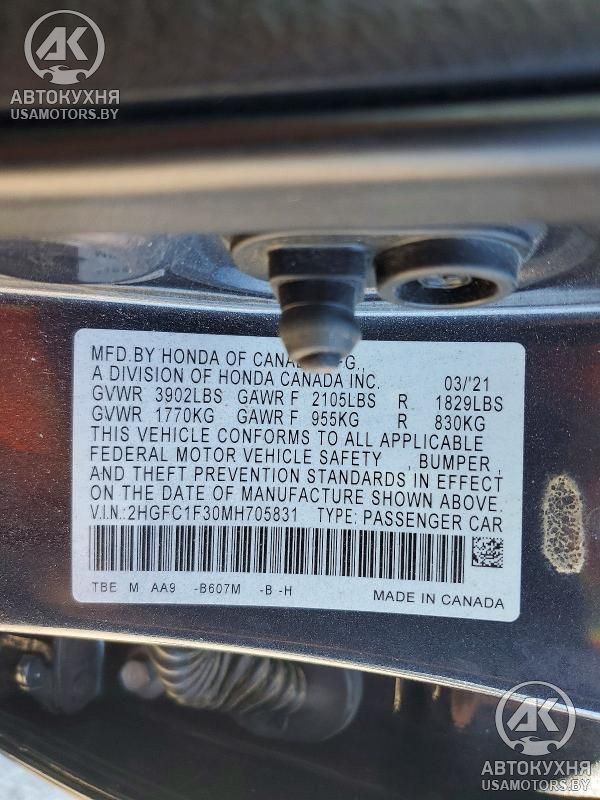 AK
АВТОКУХНЯ
USAMOTORS.BY
MFD.BY HONDA OF FG.,
A DIVISION OF HONDA CANADA INC. 03/'21
GVWR 3902LBS GAWR F 2105LBS R 1829LBS
GVWR 1770KG GAWR F 955KG R 830KG
THIS VEHICLE CONFORMS TO ALL APPLICABLE
FEDERAL MOTOR VEHICLE SAFETY , BUMPER ,
AND THEFT PREVENTION STANDARDS IN EFFECT
ON THE DATE OF MANUFACTURE SHOWN ABOVE.
V.I.N.:2HGFC1F30MH705831 TYPE: PASSENGER CAR
TBE M AA9 -B607M -B -H MADE IN CANADA
AK
АВТОКУХНЯ
USAMOTORS.BY